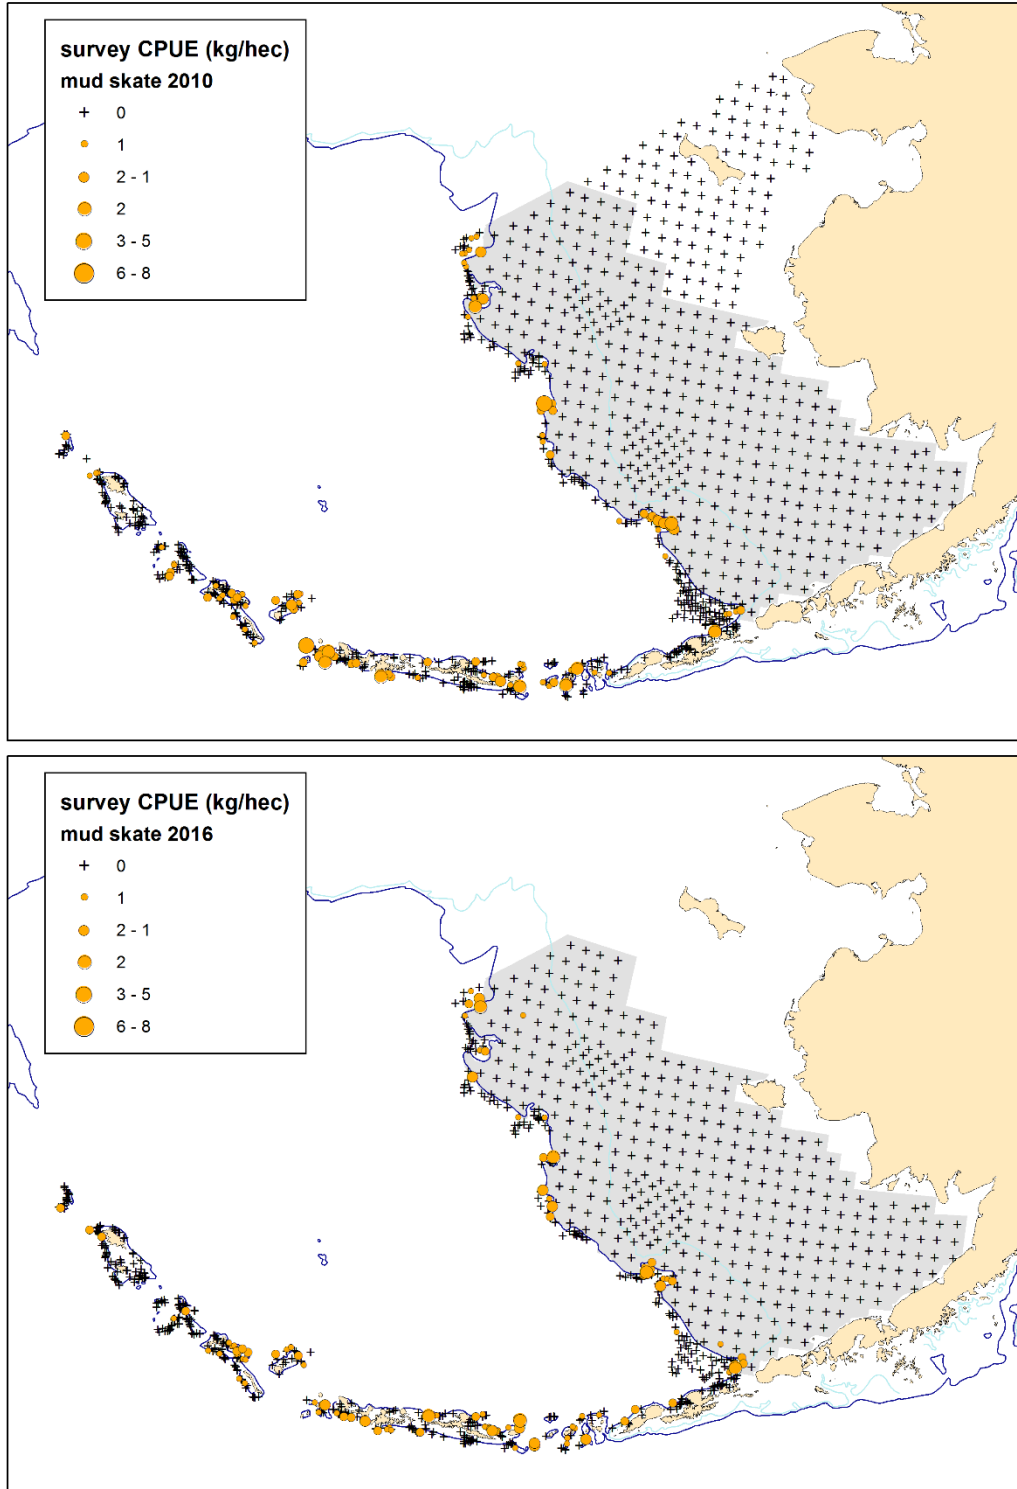 survey CPUE (kg/hec)
mud skate 2010
0
1
2 - 1
2
3 - 5
6 - 8
survey CPUE (kg/hec)
mud skate 2016
0
1
2 - 1
2
3 - 5
6 - 8